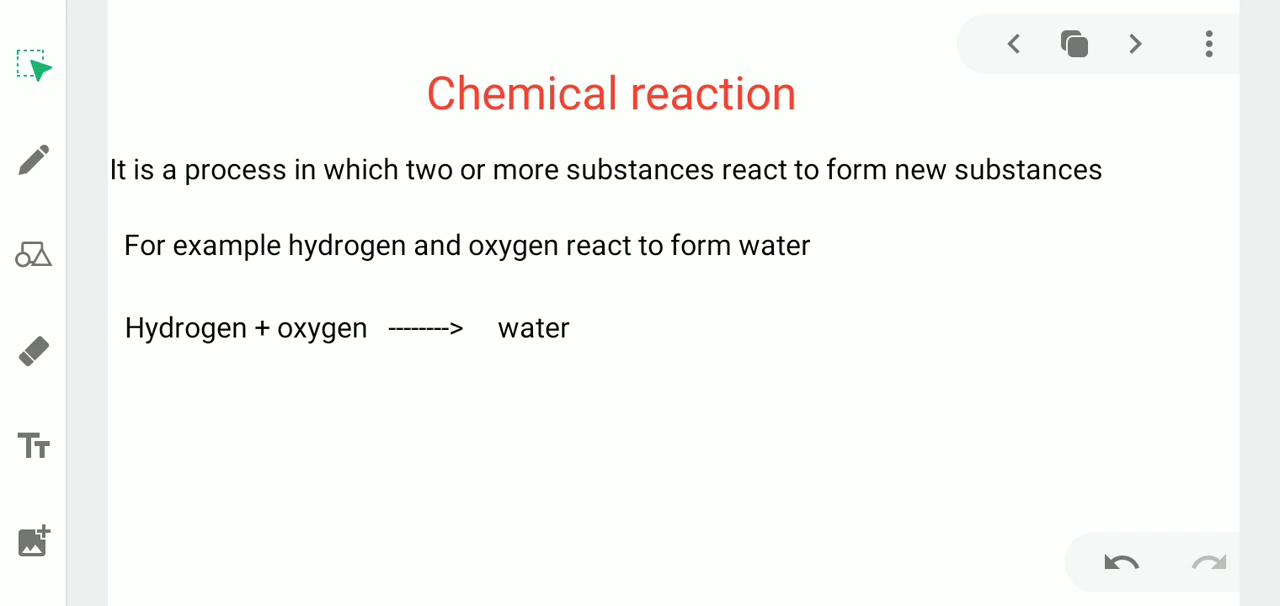 Chemical reaction
It is a process in which two or more substances react to form new substances
For example hydrogen and oxygen react to form water
Hydrogen + oxygen --------> water